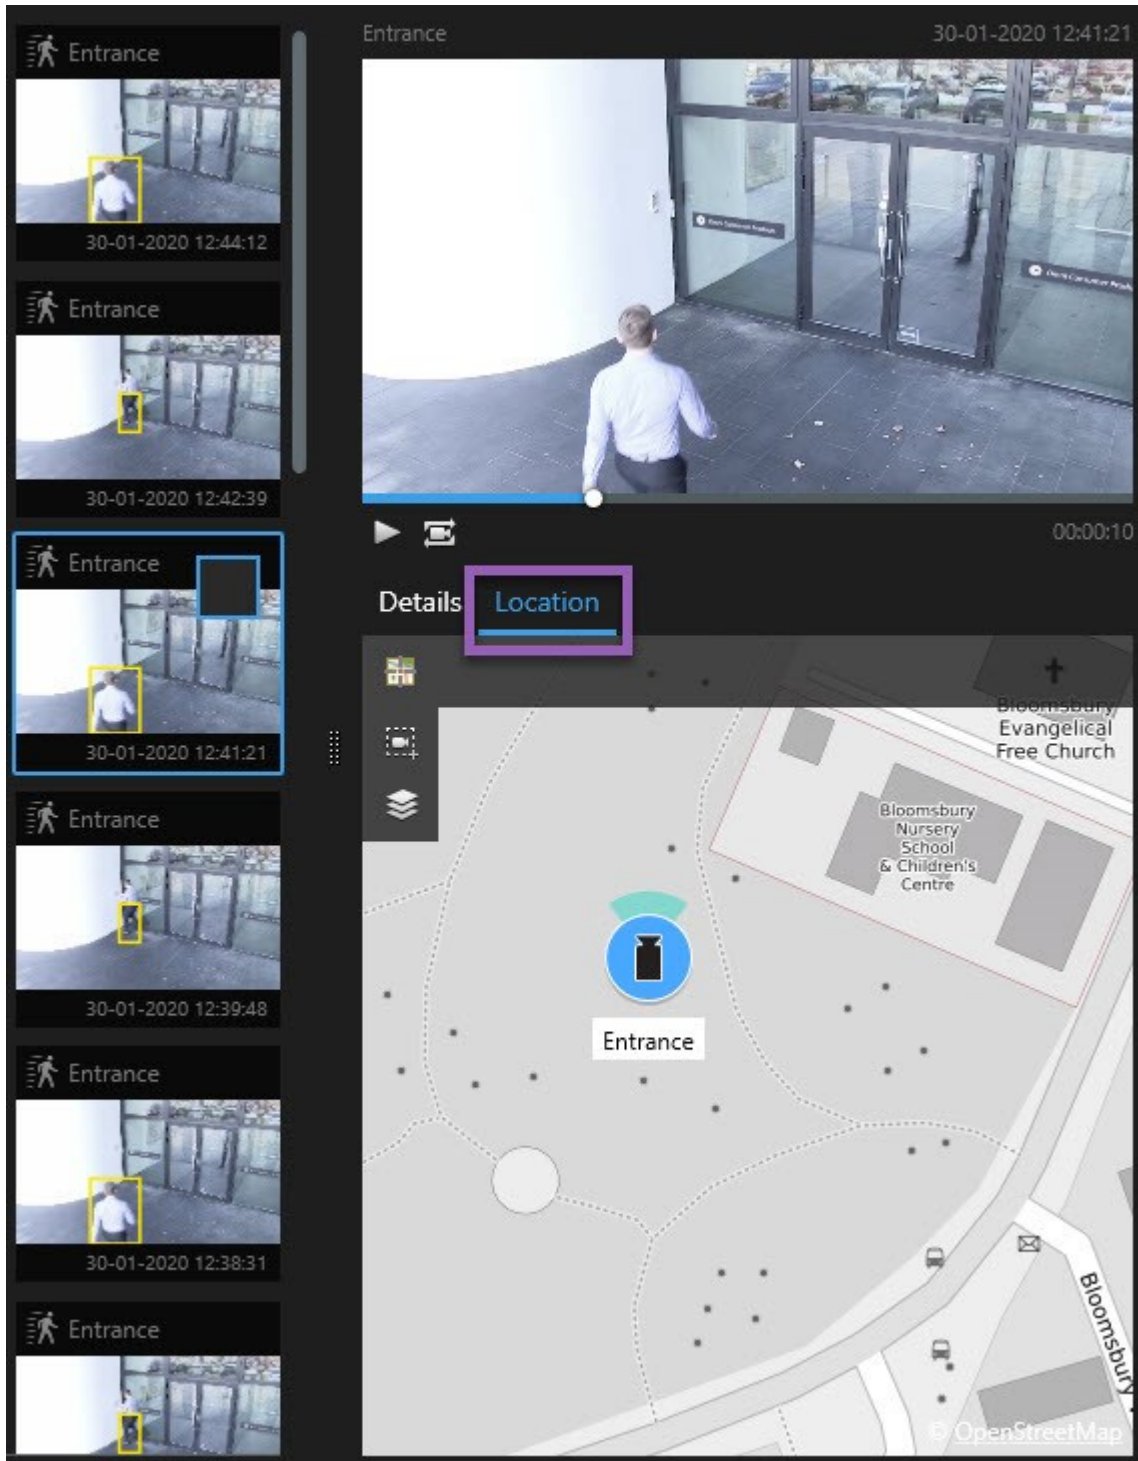 Entrance
30-01-2020 12:44:12
Entrance
30-01-2020 12:42:39
Entrance
30-01-2020 12:41:21
Entrance
30-01-2020 12:39:48
Entrance
30-01-2020 12:38:31
Entrance
Entrance
30-01-2020 12:41:21
00:00:10
Details
Location
Bloomsbury
Evangelical
Free Church
Bloomsbury
Nursery
School
& Children's
Centre
Entrance
Bloomsbury
© OpenStreetMap